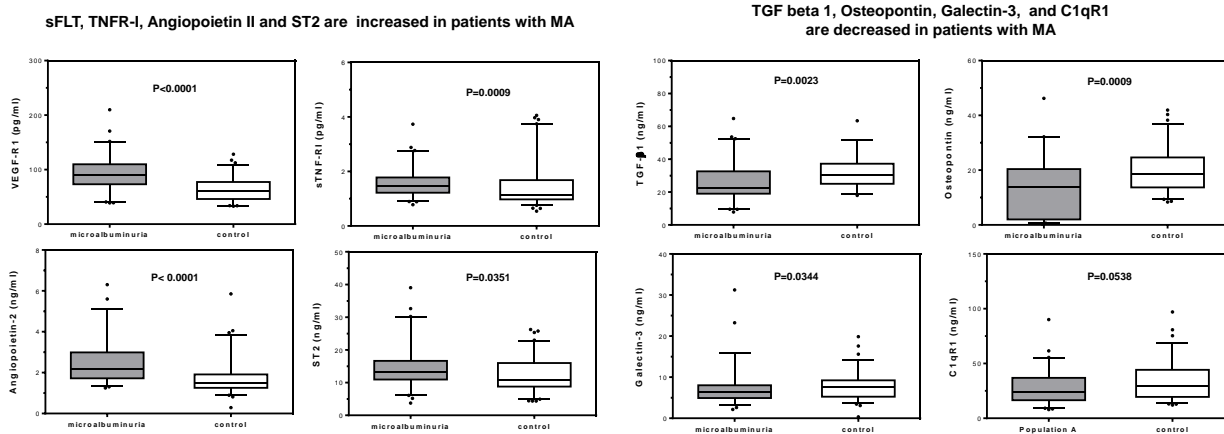 sFLT, TNFR-I, Angiopoietin II and ST2 are increased in patients with MA
TGF beta 1, Osteopontin, Galectin-3, and C1qR1
are decreased in patients with MA
VEGF-R1 (pg/ml)
300
200
100
50
0
P<0.0001
microalbuminuria
control
sTNF-RI (pg/ml)
6
4
2
0
P=0.0009
microalbuminuria
control
TGF-β1 (ng/ml)
100
80
60
40
20
0
P=0.0023
microalbuminuria
control
Osteopontin (ng/ml)
60
40
20
0
P=0.0009
microalbuminuria
control
Angiopoietin-2 (ng/ml)
8
6
4
2
0
P< 0.0001
microalbuminuria
control
ST2 (ng/ml)
50
40
30
20
10
0
P=0.0351
microalbuminuria
control
Galectin-3 (ng/ml)
40
30
20
10
0
P=0.0344
microalbuminuria
control
C1qR1 (ng/ml)
150
100
50
0
P=0.0538
Population A
control